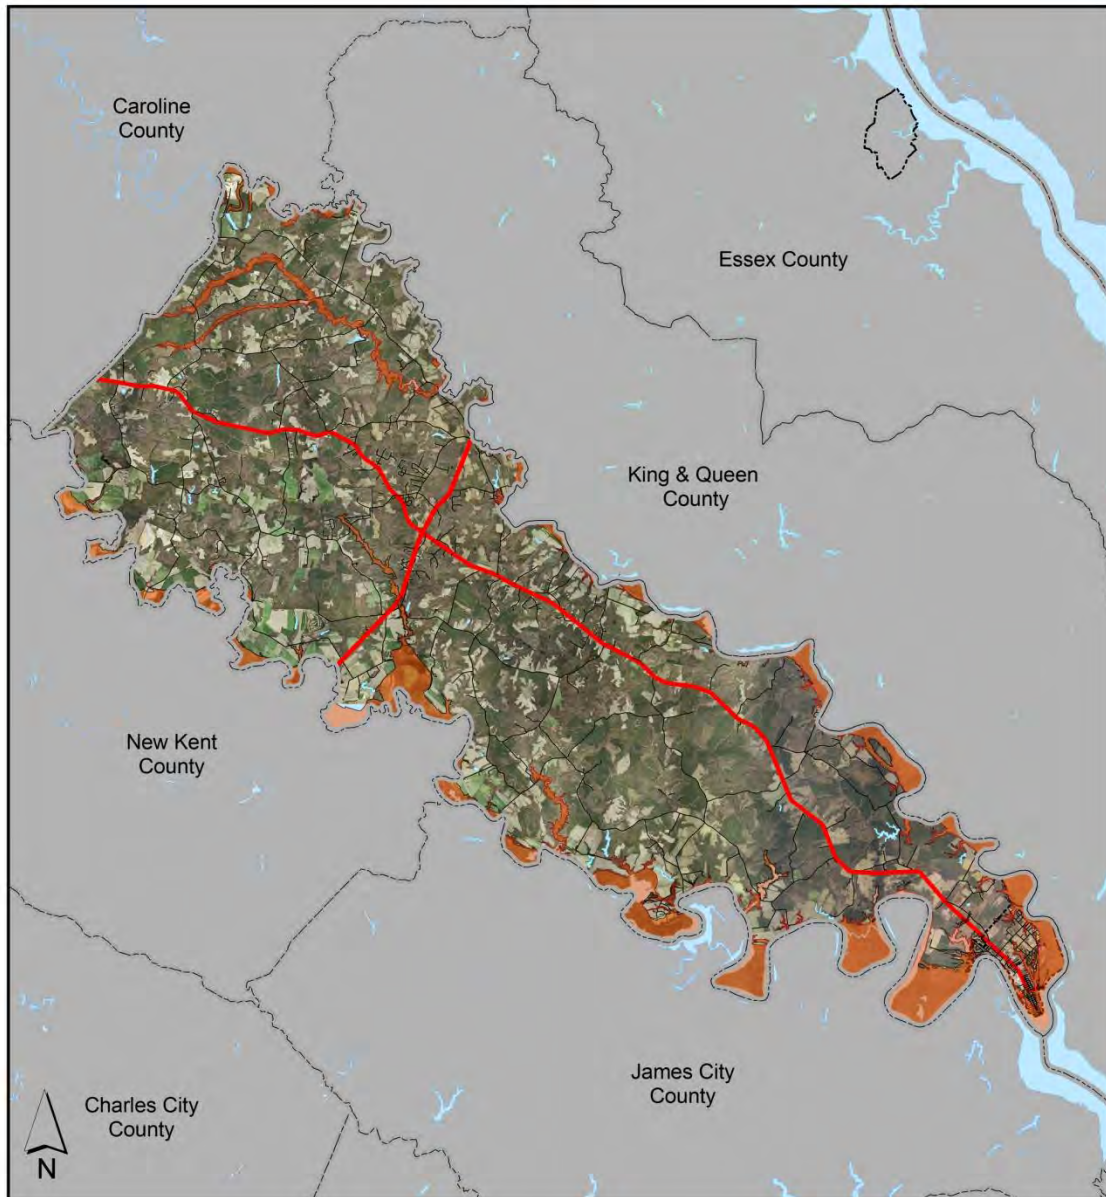 Caroline
County
Essex County
King & Queen
County
New Kent
County
James City
County
Charles City
County
N